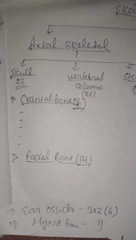 Axial skeletal
Skull
22
vertebral
column
(26)
→ Cranial bone (8)
-
-
-
-
-
-
→ Facial Bone (14)
⇒ Ear ossicles - 3x2 (6)
⇒ Hyoid bone - 1